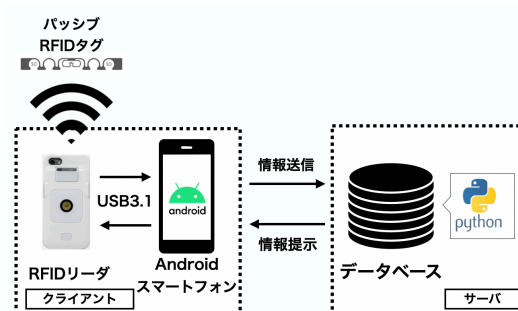 パッシブ
RFIDタグ
USB3.1
android
情報送信
情報提示
python
RFIDリーダ
Android
スマートフォン
データベース
クライアント
サーバ